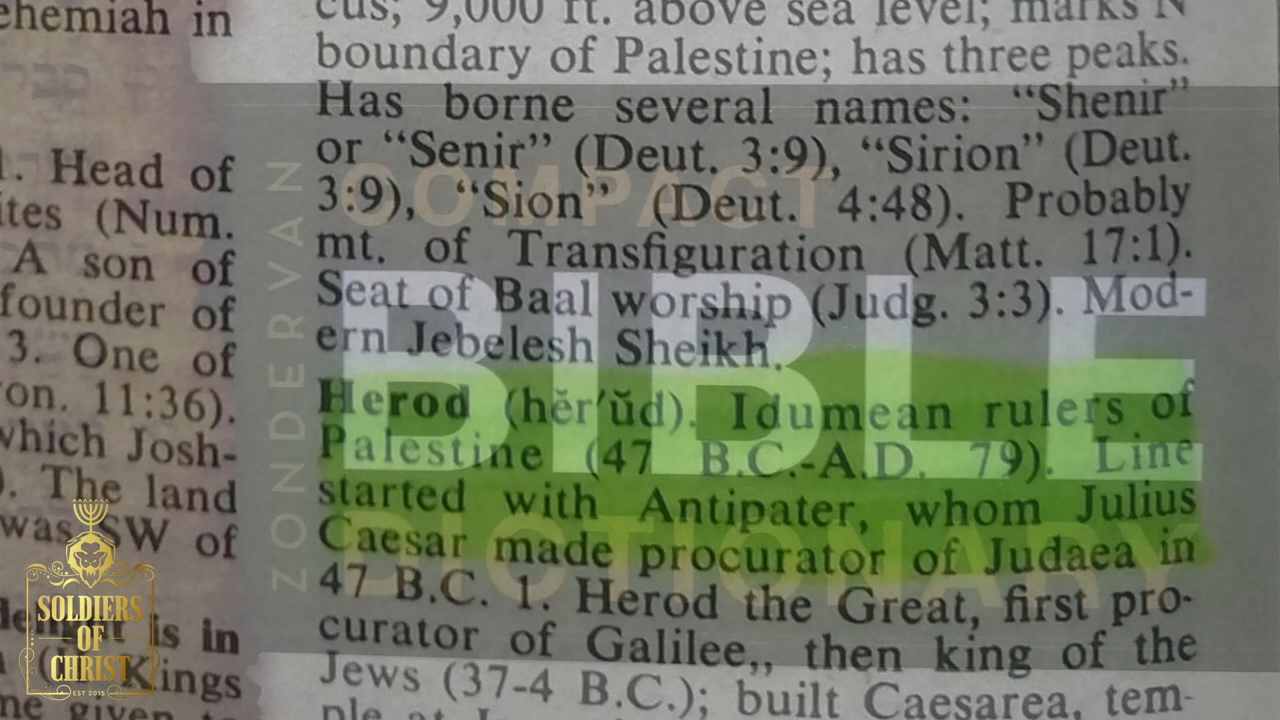 ehemiah in
1. Head of
ites (Num.
A son of
founder of
3. One of
on. 11:36).
which Josh-
). The land
was SW of
is in
Kings
ne given to
cus; 9,000 ft. above sea level; marks N
boundary of Palestine; has three peaks.
Has borne several names: “Shenir”
or “Senir” (Deut. 3:9), “Sirion” (Deut.
3:9), “Sion” (Deut. 4:48). Probably
mt. of Transfiguration (Matt. 17:1).
Seat of Baal worship (Judg. 3:3). Mod-
ern Jebelesh Sheikh.
Herod (hĕr′ŭd). Idumean rulers of
Palestine (47 B.C.-A.D. 79). Line
started with Antipater, whom Julius
Caesar made procurator of Judaea in
47 B.C. 1. Herod the Great, first pro-
curator of Galilee,, then king of the
Jews (37-4 B.C.); built Caesarea, tem-
ple at
ZONDERVAN
COMPACT
BIBLE
DICTIONARY
SOLDIERS
OF
CHRIST
EST 2015